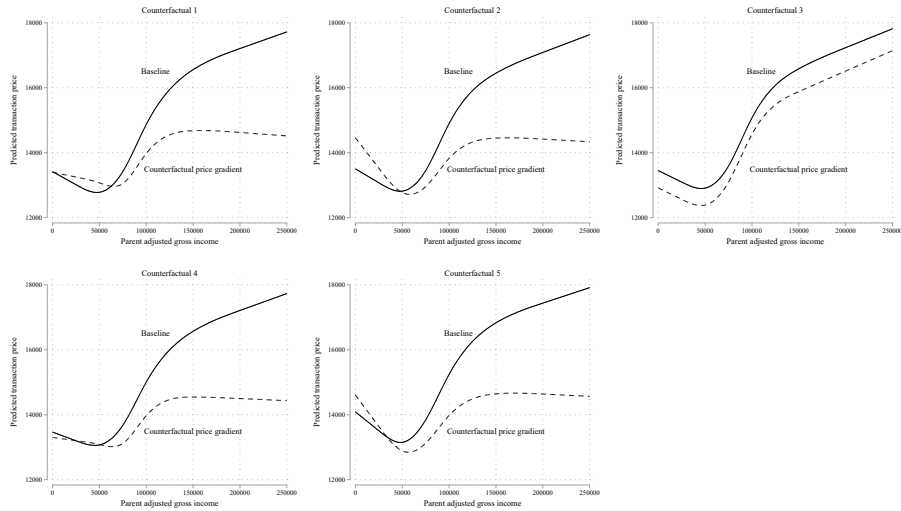 Counterfactual 1
18000
16000
14000
12000
Predicted transaction price
Baseline
Counterfactual price gradient
0 50000 100000 150000 200000 250000
Parent adjusted gross income
Counterfactual 2
18000
16000
14000
12000
Predicted transaction price
Baseline
Counterfactual price gradient
0 50000 100000 150000 200000 250000
Parent adjusted gross income
Counterfactual 3
18000
16000
14000
12000
Predicted transaction price
Baseline
Counterfactual price gradient
0 50000 100000 150000 200000 250000
Parent adjusted gross income
Counterfactual 4
18000
16000
14000
12000
Predicted transaction price
Baseline
Counterfactual price gradient
0 50000 100000 150000 200000 250000
Parent adjusted gross income
Counterfactual 5
18000
16000
14000
12000
Predicted transaction price
Baseline
Counterfactual price gradient
0 50000 100000 150000 200000 250000
Parent adjusted gross income